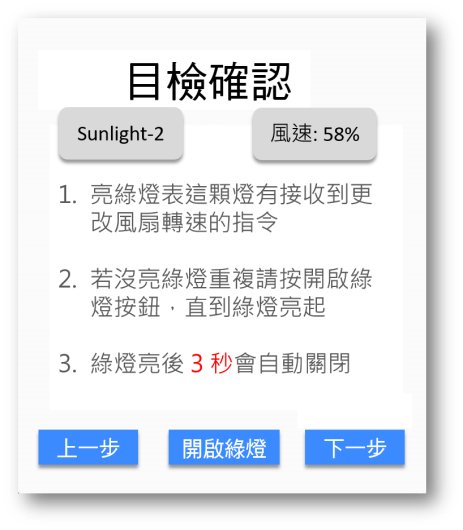 目檢確認
Sunlight-2
風速: 58%
1. 亮綠燈表這顆燈有接收到更
改風扇轉速的指令
2. 若沒亮綠燈重複請按開啟綠
燈按鈕，直到綠燈亮起
3. 綠燈亮後 3 秒會自動關閉
上一步
開啟綠燈
下一步